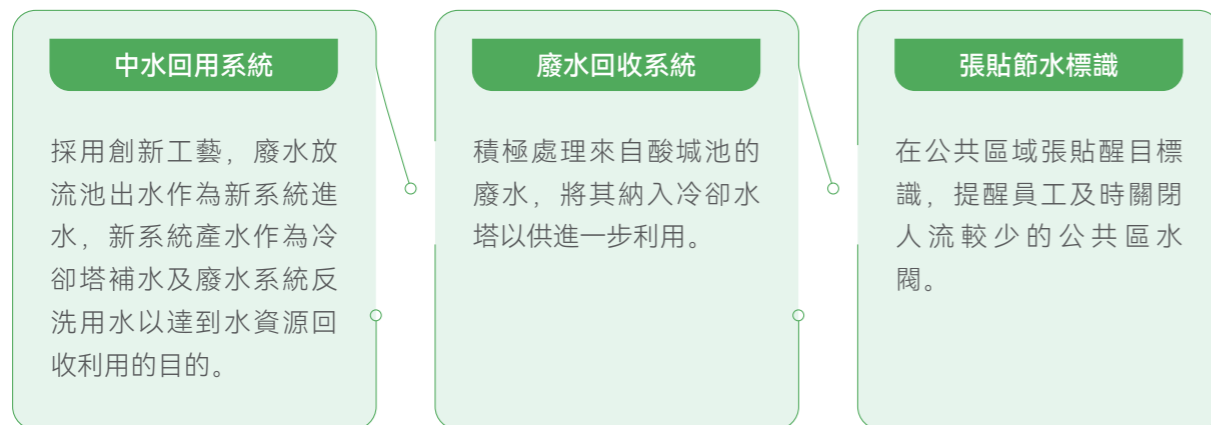 中水回用系統
採用創新工藝，廢水放
流池出水作為新系統進
水，新系統產水作為冷
卻塔補水及廢水系統反
洗用水以達到水資源回
收利用的目的。
廢水回收系統
積極處理來自酸堿池的
廢水，將其納入冷卻水
塔以供進一步利用。
張貼節水標識
在公共區域張貼醒目標
識，提醒員工及時關閉
人流較少的公共區水
閥。